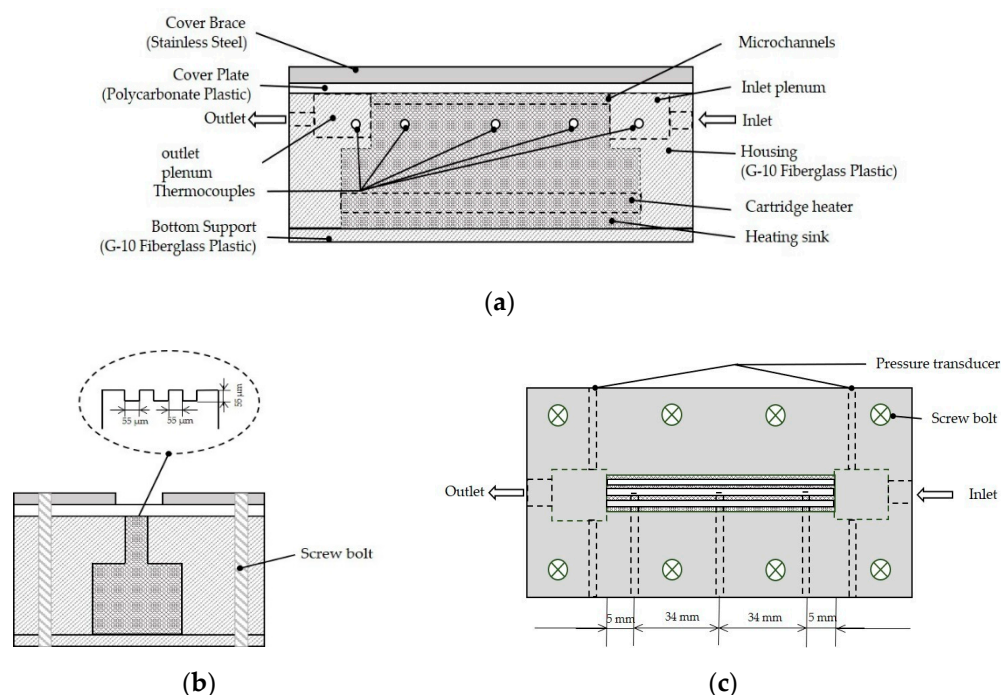 Cover Brace
(Stainless Steel)
Microchannels
Cover Plate
(Polycarbonate Plastic)
Inlet plenum
Outlet
Inlet
outlet
plenum
Housing
(G-10 Fiberglass Plastic)
Thermocouples
Cartridge heater
Bottom Support
(G-10 Fiberglass Plastic)
Heating sink
(a)
55 μm
55 μm
55 μm
Screw bolt
(b)
Pressure transducer
Screw bolt
Outlet
Inlet
5 mm
34 mm
34 mm
5 mm
(c)